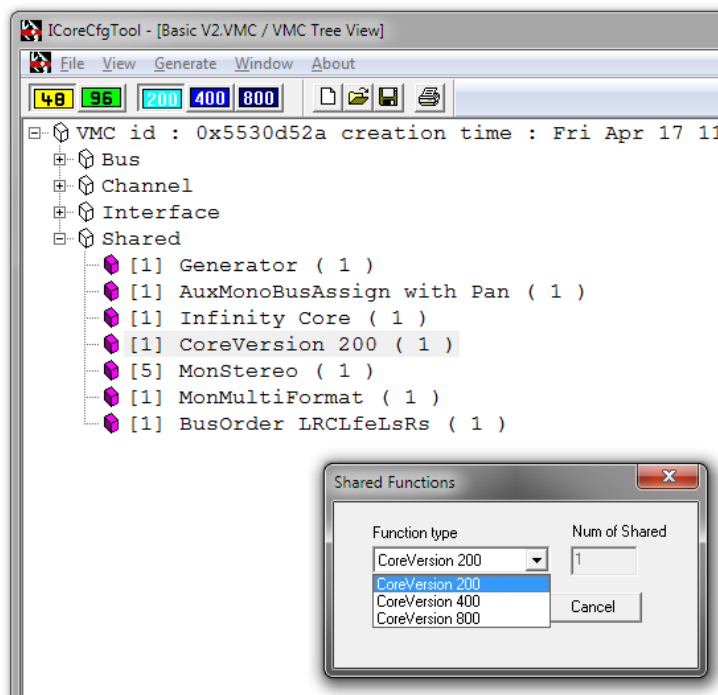 ICoreCfgTool - [Basic V2.VMC / VMC Tree View]
File View Generate Window About
48 96 200 400 800
VMC id : 0x5530d52a creation time : Fri Apr 17 11
Bus
Channel
Interface
Shared
[1] Generator ( 1 )
[1] AuxMonoBusAssign with Pan ( 1 )
[1] Infinity Core ( 1 )
[1] CoreVersion 200 ( 1 )
[5] MonStereo ( 1 )
[1] MonMultiFormat ( 1 )
[1] BusOrder LRCLfeLsRs ( 1 )
Shared Functions
Function type Num of Shared
CoreVersion 200 1
CoreVersion 200
CoreVersion 400
CoreVersion 800
Cancel